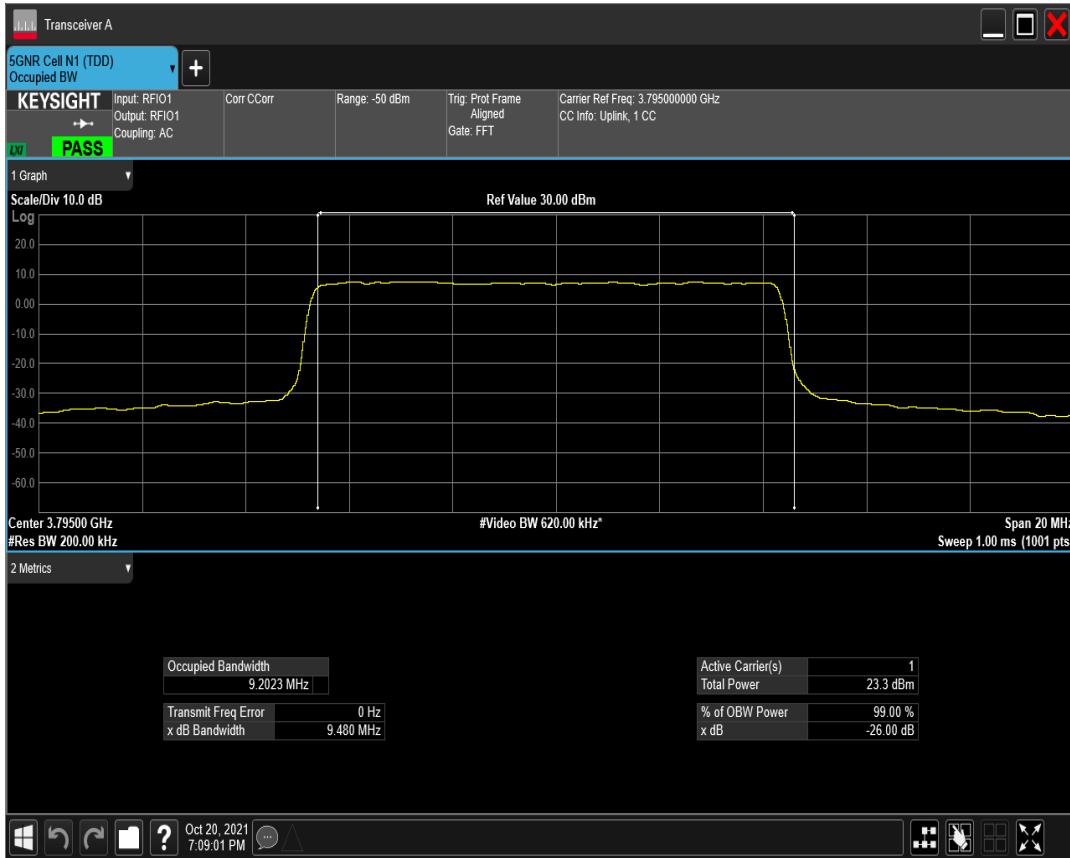 Transceiver A
5GNR Cell N1 (TDD)
Occupied BW
+
KEYSIGHT
LXI
PASS
Input: RFIO1
Output: RFIO1
Coupling: AC
Corr CCorr
Range: -50 dBm
Trig: Prot Frame
Aligned
Gate: FFT
Carrier Ref Freq: 3.795000000 GHz
CC Info: Uplink, 1 CC
1 Graph
Scale/Div 10.0 dB
Ref Value 30.00 dBm
Log
20.0
10.0
0.00
-10.0
-20.0
-30.0
-40.0
-50.0
-60.0
Center 3.79500 GHz
#Video BW 620.00 kHz*
Span 20 MHz
#Res BW 200.00 kHz
Sweep 1.00 ms (1001 pts
2 Metrics
Occupied Bandwidth
9.2023 MHz
Transmit Freq Error 0 Hz
x dB Bandwidth 9.480 MHz
Active Carrier(s) 1
Total Power 23.3 dBm
% of OBW Power 99.00 %
x dB -26.00 dB
?
Oct 20, 2021
7:09:01 PM